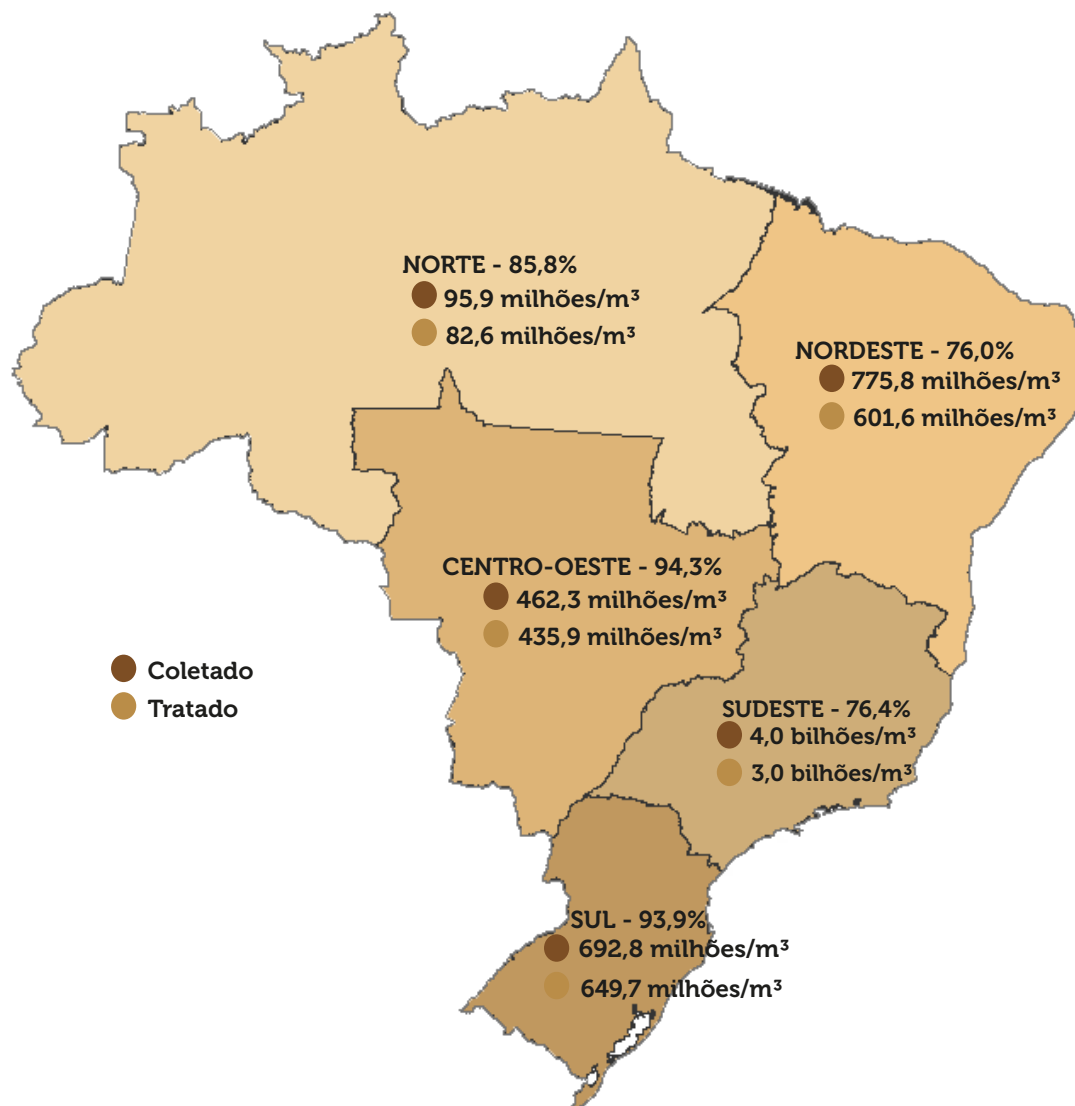 NORTE - 85,8%
95,9 milhões/m³
82,6 milhões/m³
NORDESTE - 76,0%
775,8 milhões/m³
601,6 milhões/m³
CENTRO-OESTE - 94,3%
462,3 milhões/m³
435,9 milhões/m³
Coletado
Tratado
SUDESTE - 76,4%
4,0 bilhões/m³
3,0 bilhões/m³
SUL - 93,9%
692,8 milhões/m³
649,7 milhões/m³